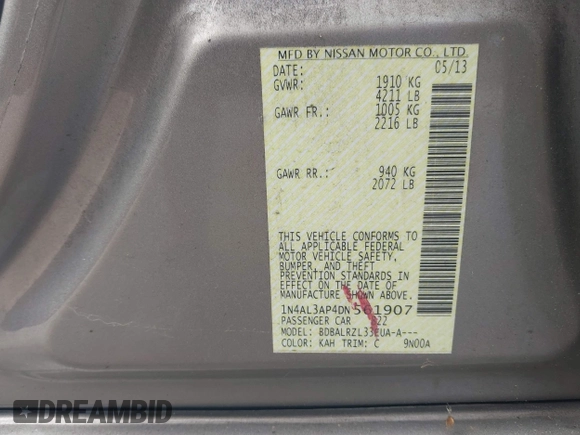 MFD BY NISSAN MOTOR CO., LTD.
DATE: 05/13
GVWR: 1910 KG
4211 LB
GAWR FR.: 1005 KG
2216 LB
GAWR RR.: 940 KG
2072 LB
THIS VEHICLE CONFORMS TO
ALL APPLICABLE FEDERAL
MOTOR VEHICLE SAFETY,
BUMPER, AND THEFT
PREVENTION STANDARDS IN
EFFECT ON THE DATE OF
MANUFACTURE SHOWN ABOVE.
1N4AL3AP4DN561907
PASSENGER CAR 22
MODEL: BDBALRZL33EUA-A---
COLOR: KAH TRIM: C 9N00A
DREAMBID